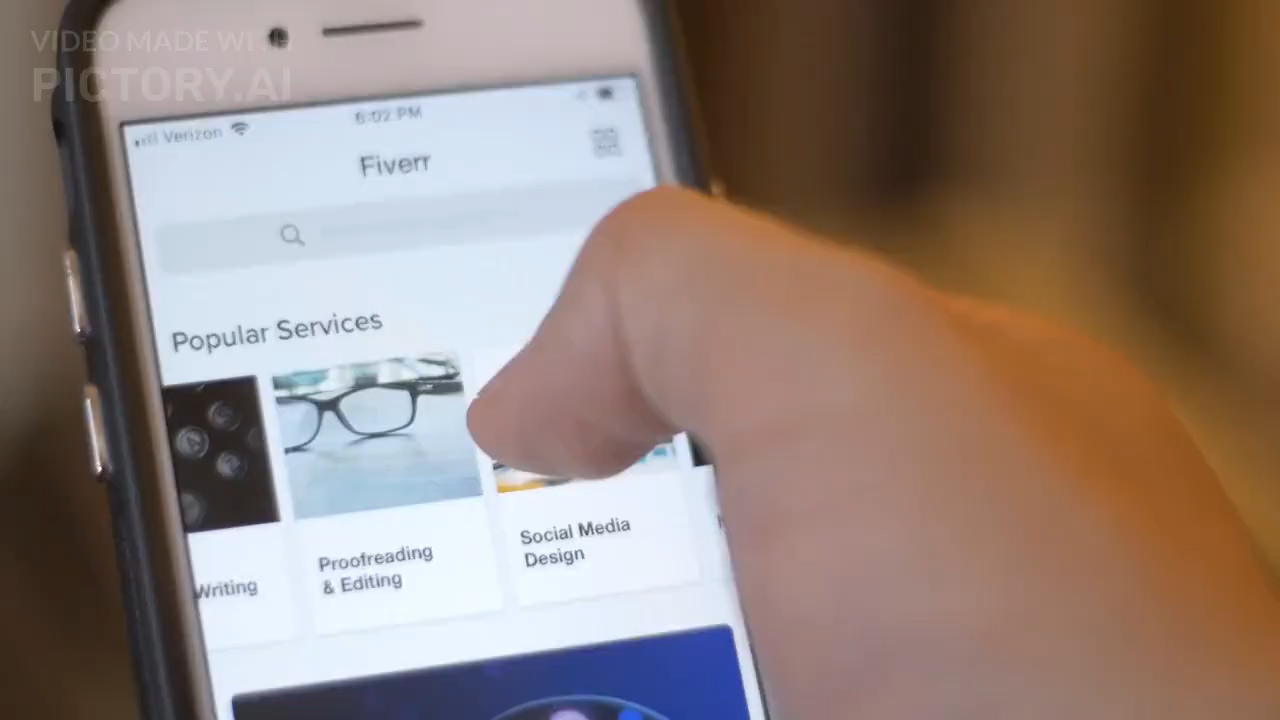 VIDEO MADE WITH
PICTORY.AI
Verizon
6:02 PM
Fiverr
Popular Services
Writing
Proofreading
& Editing
Social Media
Design